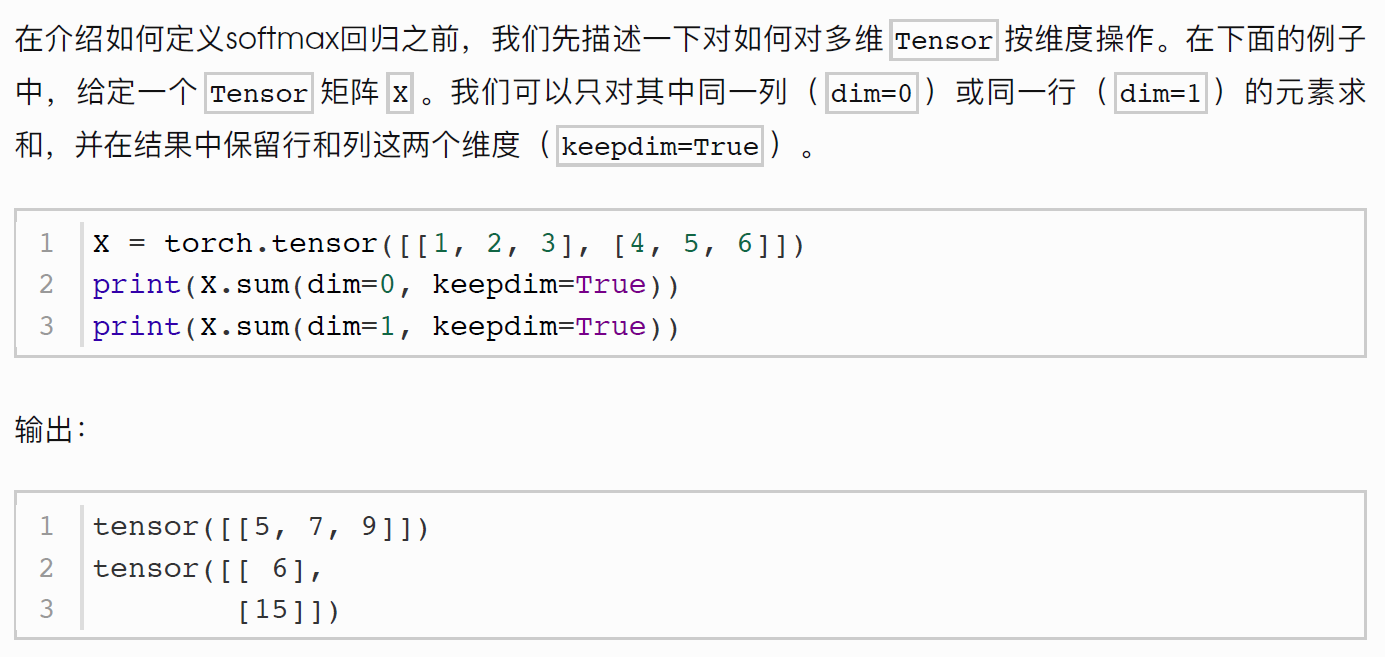 在介绍如何定义softmax回归之前，我们先描述一下对如何对多维 Tensor 按维度操作。在下面的例子
中，给定一个 Tensor 矩阵 X 。我们可以只对其中同一列（ dim=0 ）或同一行（ dim=1 ）的元素求
和，并在结果中保留行和列这两个维度（ keepdim=True ）。
1 X = torch.tensor([[1, 2, 3], [4, 5, 6]])
2 print(X.sum(dim=0, keepdim=True))
3 print(X.sum(dim=1, keepdim=True))
输出：
1 tensor([[5, 7, 9]])
2 tensor([[ 6],
3         [15]])